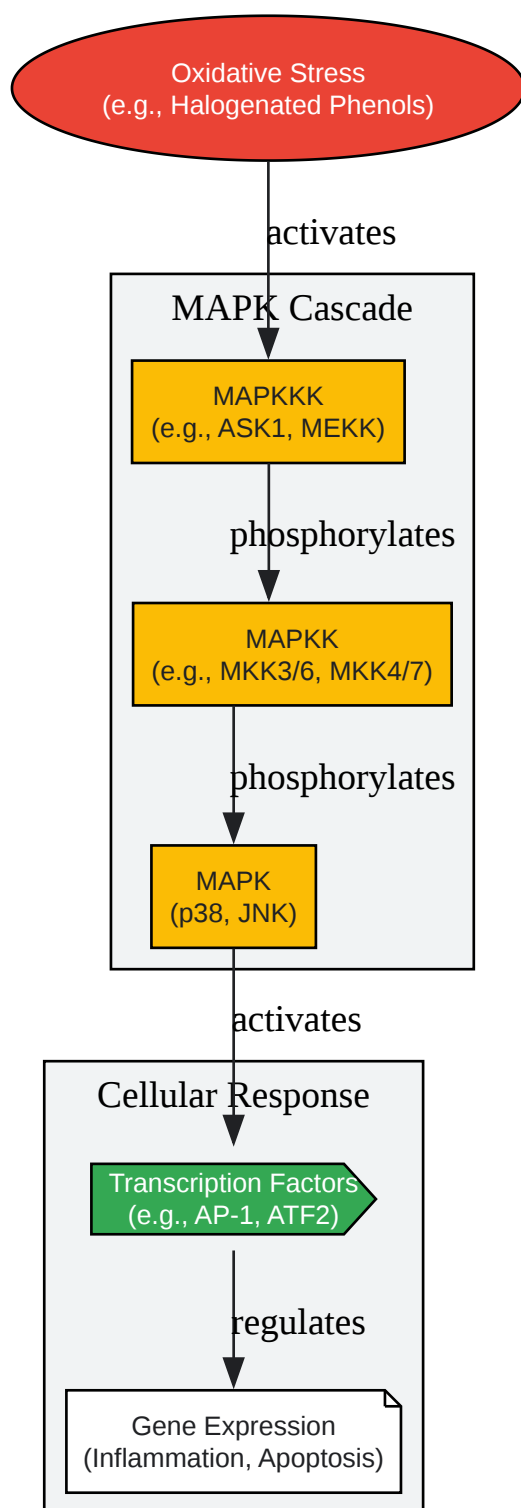 Oxidative Stress
(e.g., Halogenated Phenols)
activates
MAPK Cascade
MAPKKK
(e.g., ASK1, MEKK)
phosphorylates
MAPKK
(e.g., MKK3/6, MKK4/7)
phosphorylates
MAPK
(p38, JNK)
activates
Cellular Response
Transcription Factors
(e.g., AP-1, ATF2)
regulates
Gene Expression
(Inflammation, Apoptosis)